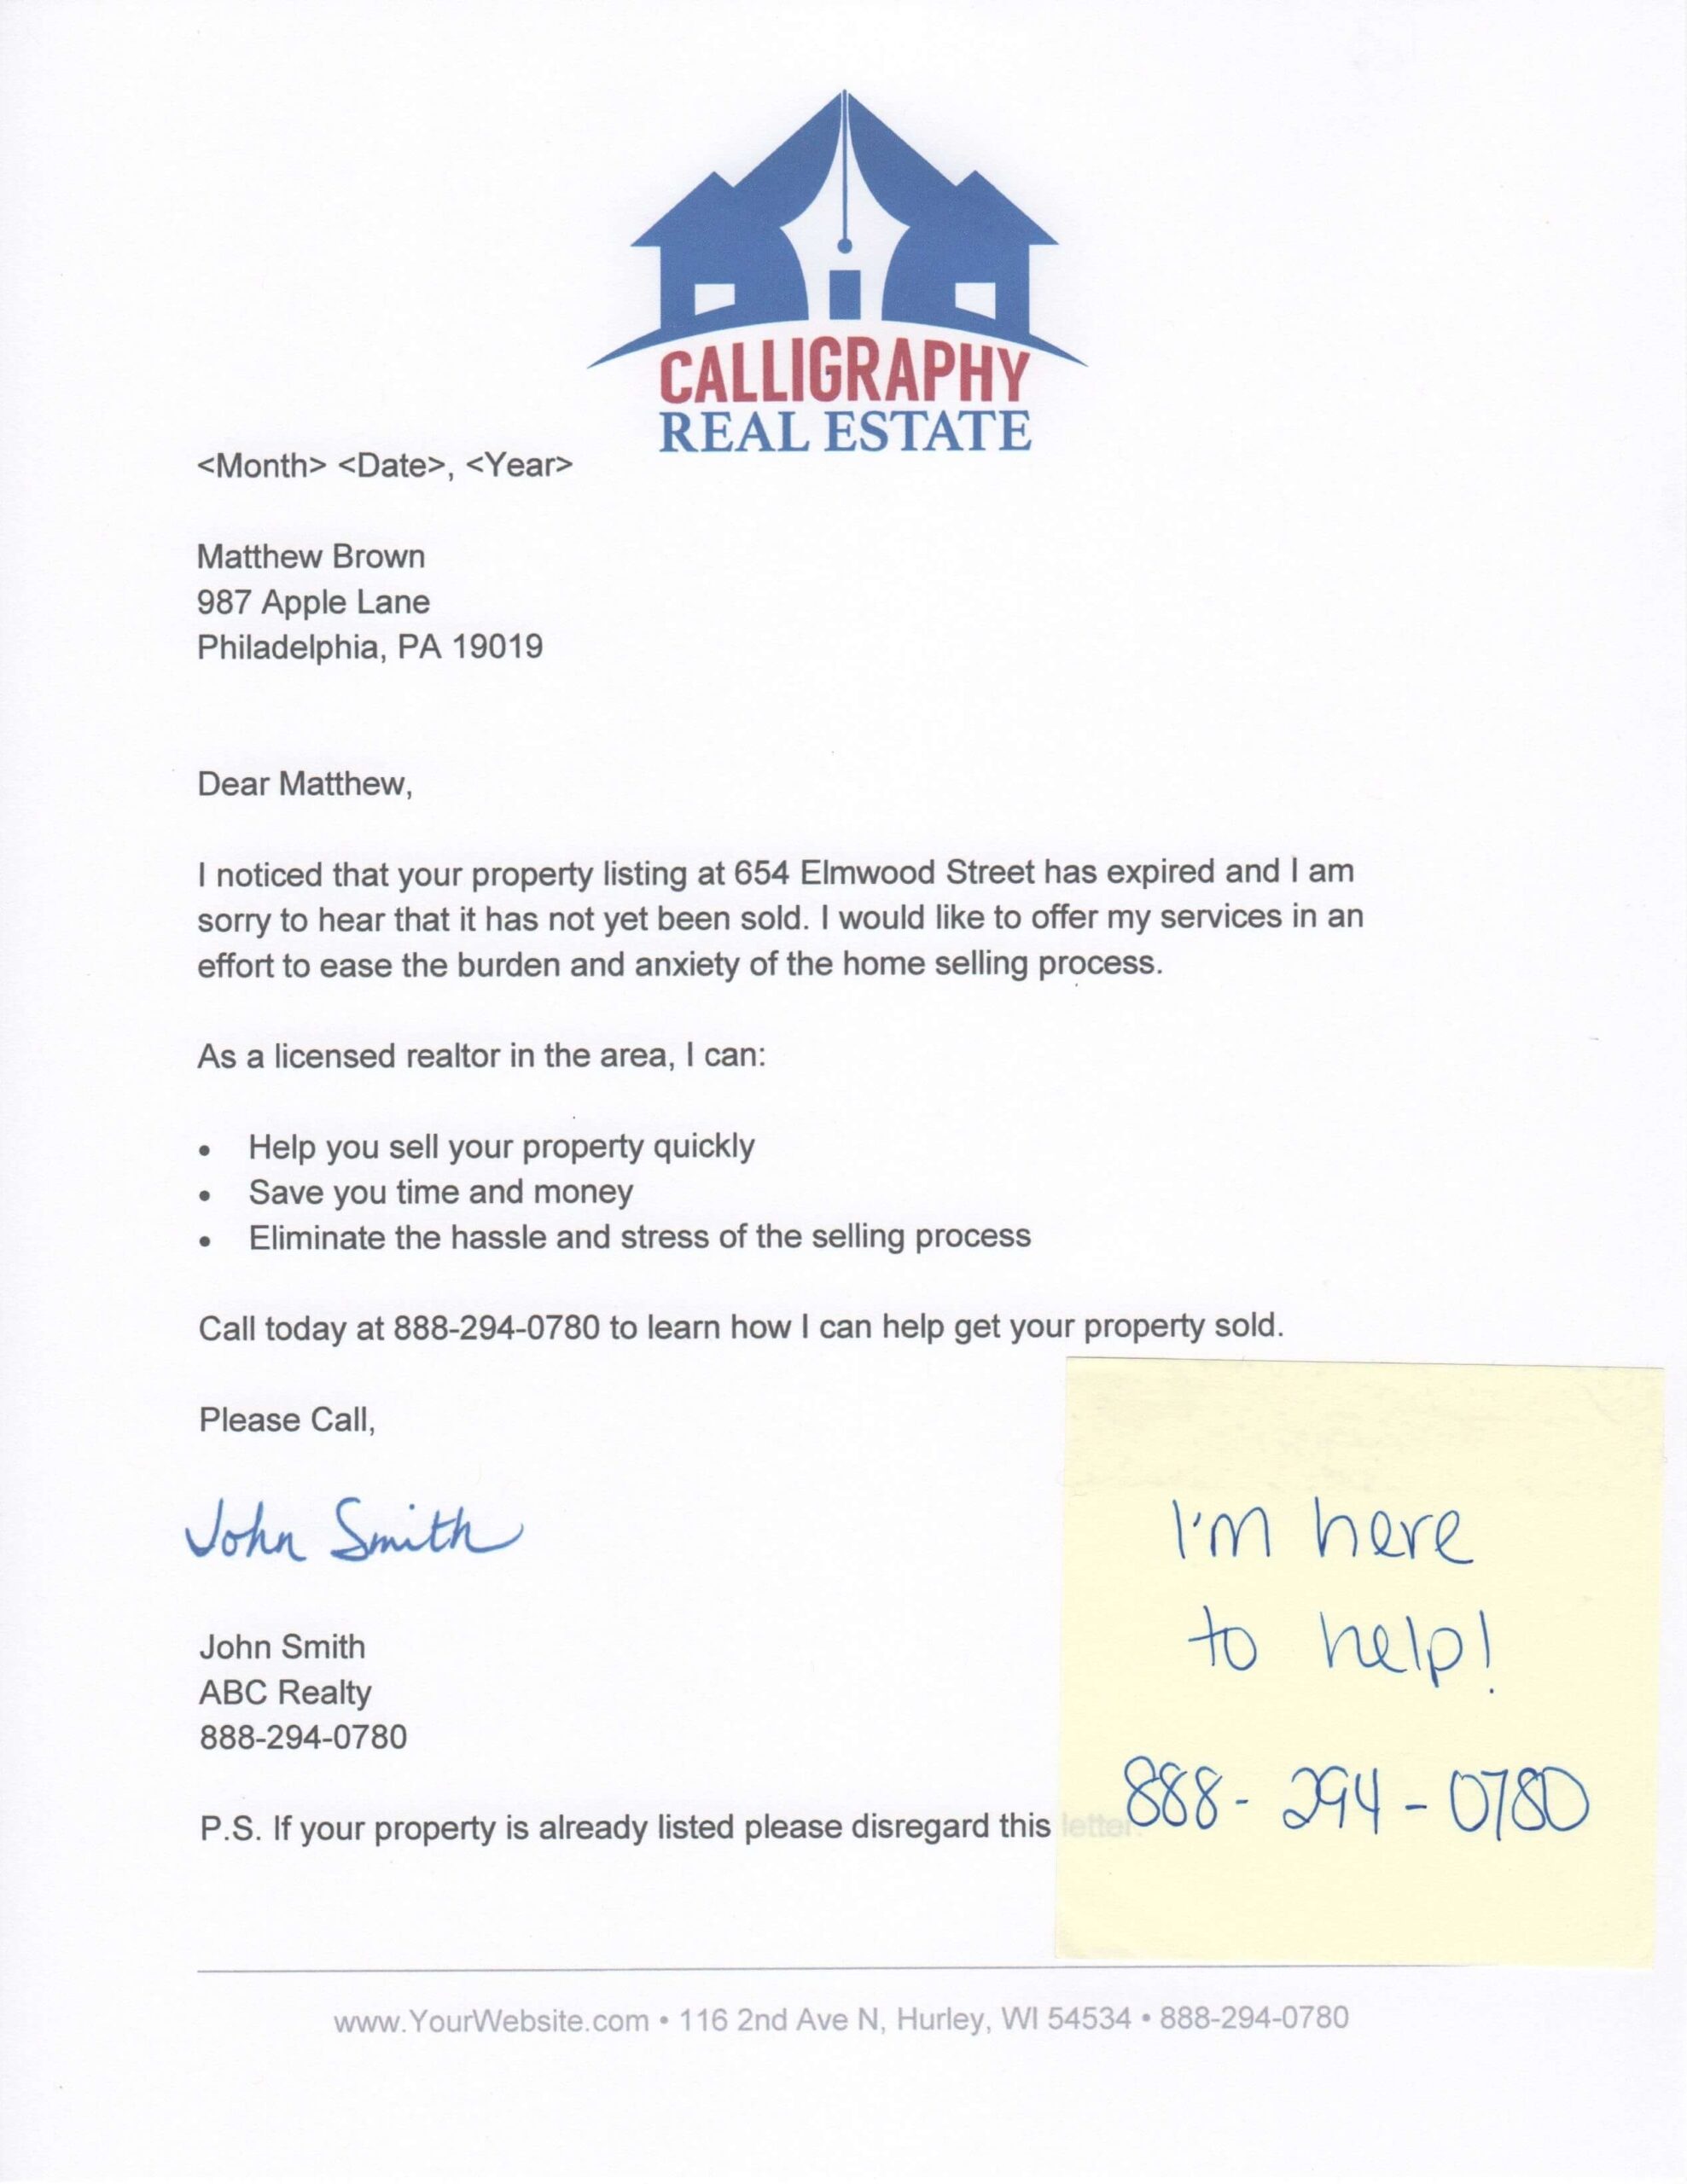 CALLIGRAPHY
REAL ESTATE
<Month> <Date>, <Year>
Matthew Brown
987 Apple Lane
Philadelphia, PA 19019
Dear Matthew,
I noticed that your property listing at 654 Elmwood Street has expired and I am
sorry to hear that it has not yet been sold. I would like to offer my services in an
effort to ease the burden and anxiety of the home selling process.
As a licensed realtor in the area, I can:
• Help you sell your property quickly
• Save you time and money
• Eliminate the hassle and stress of the selling process
Call today at 888-294-0780 to learn how I can help get your property sold.
Please Call,
John Smith
John Smith
ABC Realty
888-294-0780
P.S. If your property is already listed please disregard this letter.
I'm here
to help!
888-294-0780
www.YourWebsite.com • 116 2nd Ave N, Hurley, WI 54534 • 888-294-0780